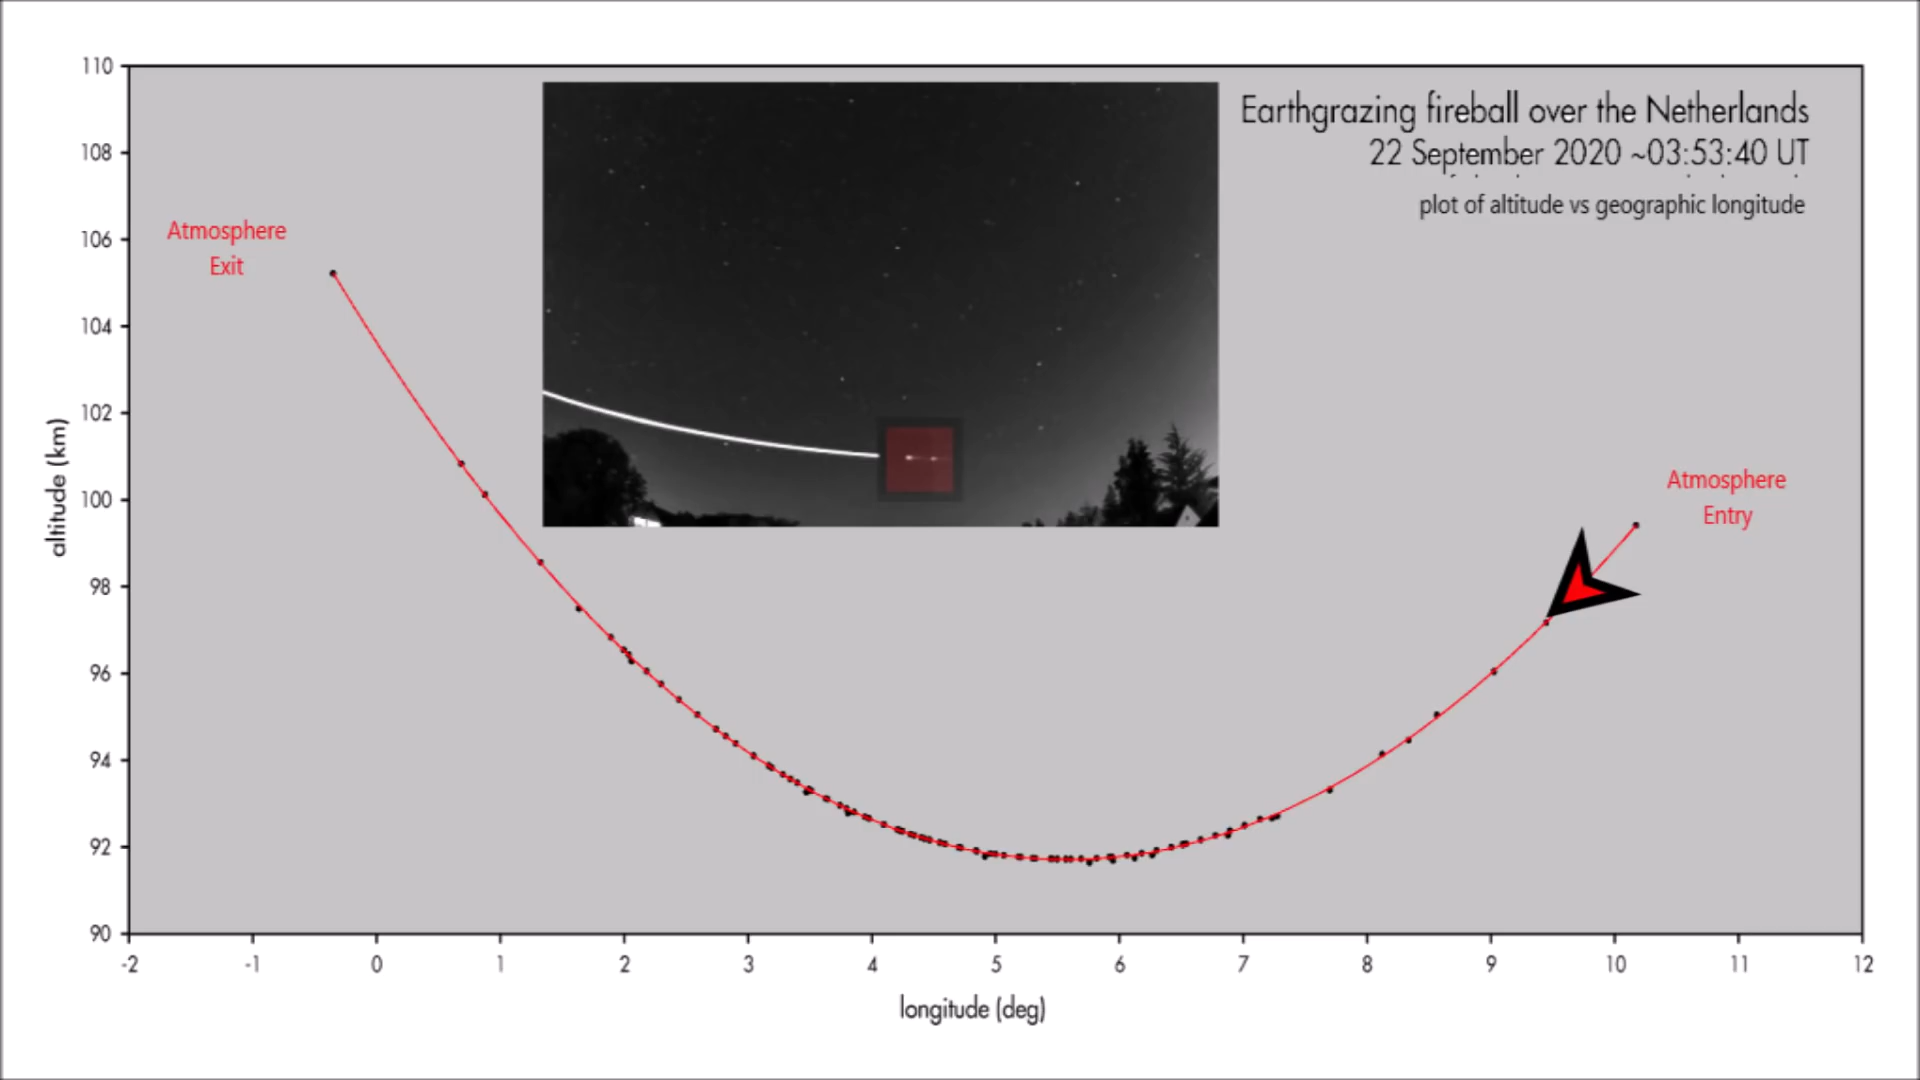 Earthgrazing fireball over the Netherlands
22 September 2020 ~03:53:40 UT
plot of altitude vs geographic longitude
Atmosphere
Exit
Atmosphere
Entry
altitude (km)
110
108
106
104
102
100
98
96
94
92
90
-2 -1 0 1 2 3 4 5 6 7 8 9 10 11 12
longitude (deg)